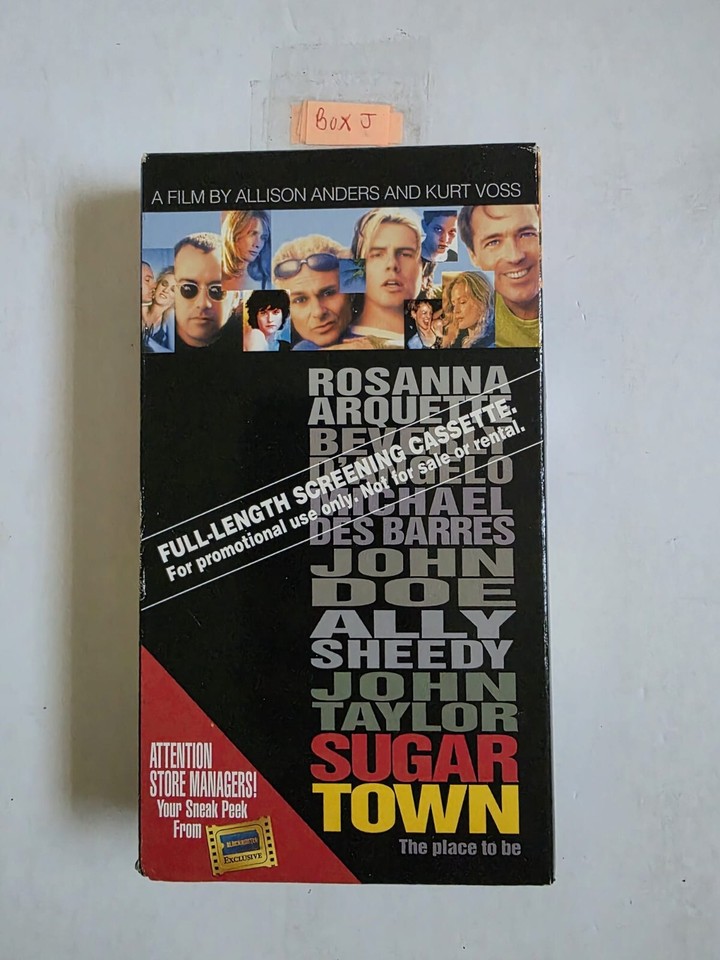 BOX J
A FILM BY ALLISON ANDERS AND KURT VOSS
ROSANNA
ARQUETTE
BEVERLY
D'ANGELO
MICHAEL
DES BARRES
JOHN
DOE
ALLY
SHEEDY
JOHN
TAYLOR
SUGAR
TOWN
The place to be
FULL-LENGTH SCREENING CASSETTE.
For promotional use only. Not for sale or rental.
ATTENTION
STORE MANAGERS!
Your Sneak Peek
From
BLOCKBUSTER
EXCLUSIVE